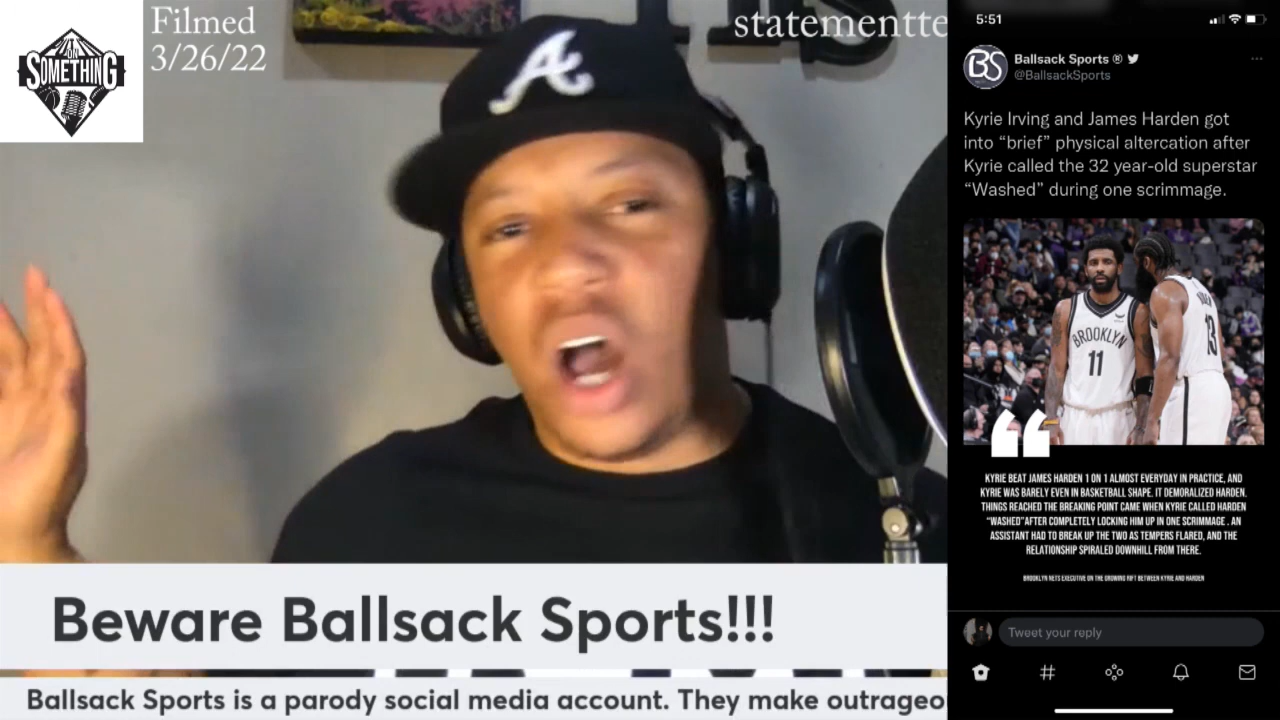 IT'S ON
SOMETHING
Filmed
3/26/22
statementte
5:51
BS
Ballsack Sports ®
@BallsackSports
Kyrie Irving and James Harden got
into “brief” physical altercation after
Kyrie called the 32 year-old superstar
“Washed” during one scrimmage.
BROOKLYN
11
13
KYRIE BEAT JAMES HARDEN 1 ON 1 ALMOST EVERYDAY IN PRACTICE, AND
KYRIE WAS BARELY EVEN IN BASKETBALL SHAPE. IT DEMORALIZED HARDEN.
THINGS REACHED THE BREAKING POINT CAME WHEN KYRIE CALLED HARDEN
“WASHED”AFTER COMPLETELY LOCKING HIM UP IN ONE SCRIMMAGE . AN
ASSISTANT HAD TO BREAK UP THE TWO AS TEMPERS FLARED, AND THE
RELATIONSHIP SPIRALED DOWNHILL FROM THERE.
BROOKLYN NETS EXECUTIVE ON THE GROWING RIFT BETWEEN KYRIE AND HARDEN
Tweet your reply
Beware Ballsack Sports!!!
Ballsack Sports is a parody social media account. They make outrageo